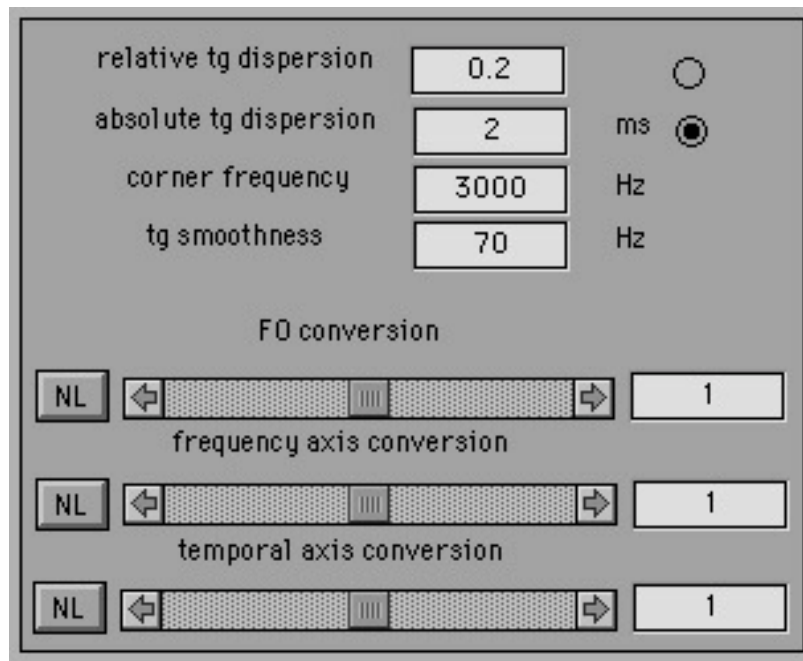 relative tg dispersion 0.2
absolute tg dispersion 2 ms
corner frequency 3000 Hz
tg smoothness 70 Hz
F0 conversion
NL 1
frequency axis conversion
NL 1
temporal axis conversion
NL 1